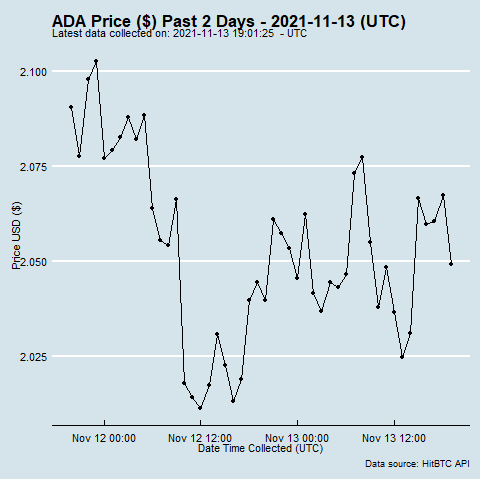 ADA Price ($) Past 2 Days - 2021-11-13 (UTC)
Latest data collected on: 2021-11-13 19:01:25 - UTC
2.100
2.075
2.050
2.025
Price USD ($)
Nov 12 00:00 Nov 12 12:00 Nov 13 00:00 Nov 13 12:00
Date Time Collected (UTC)
Data source: HitBTC API